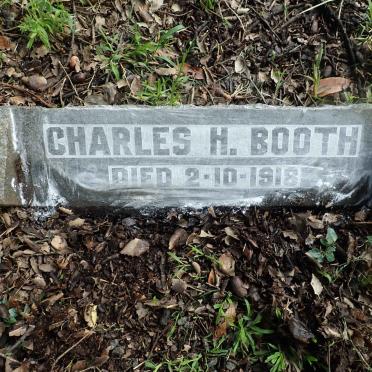 CHARLES H. BOOTH
DIED 2-10-1918